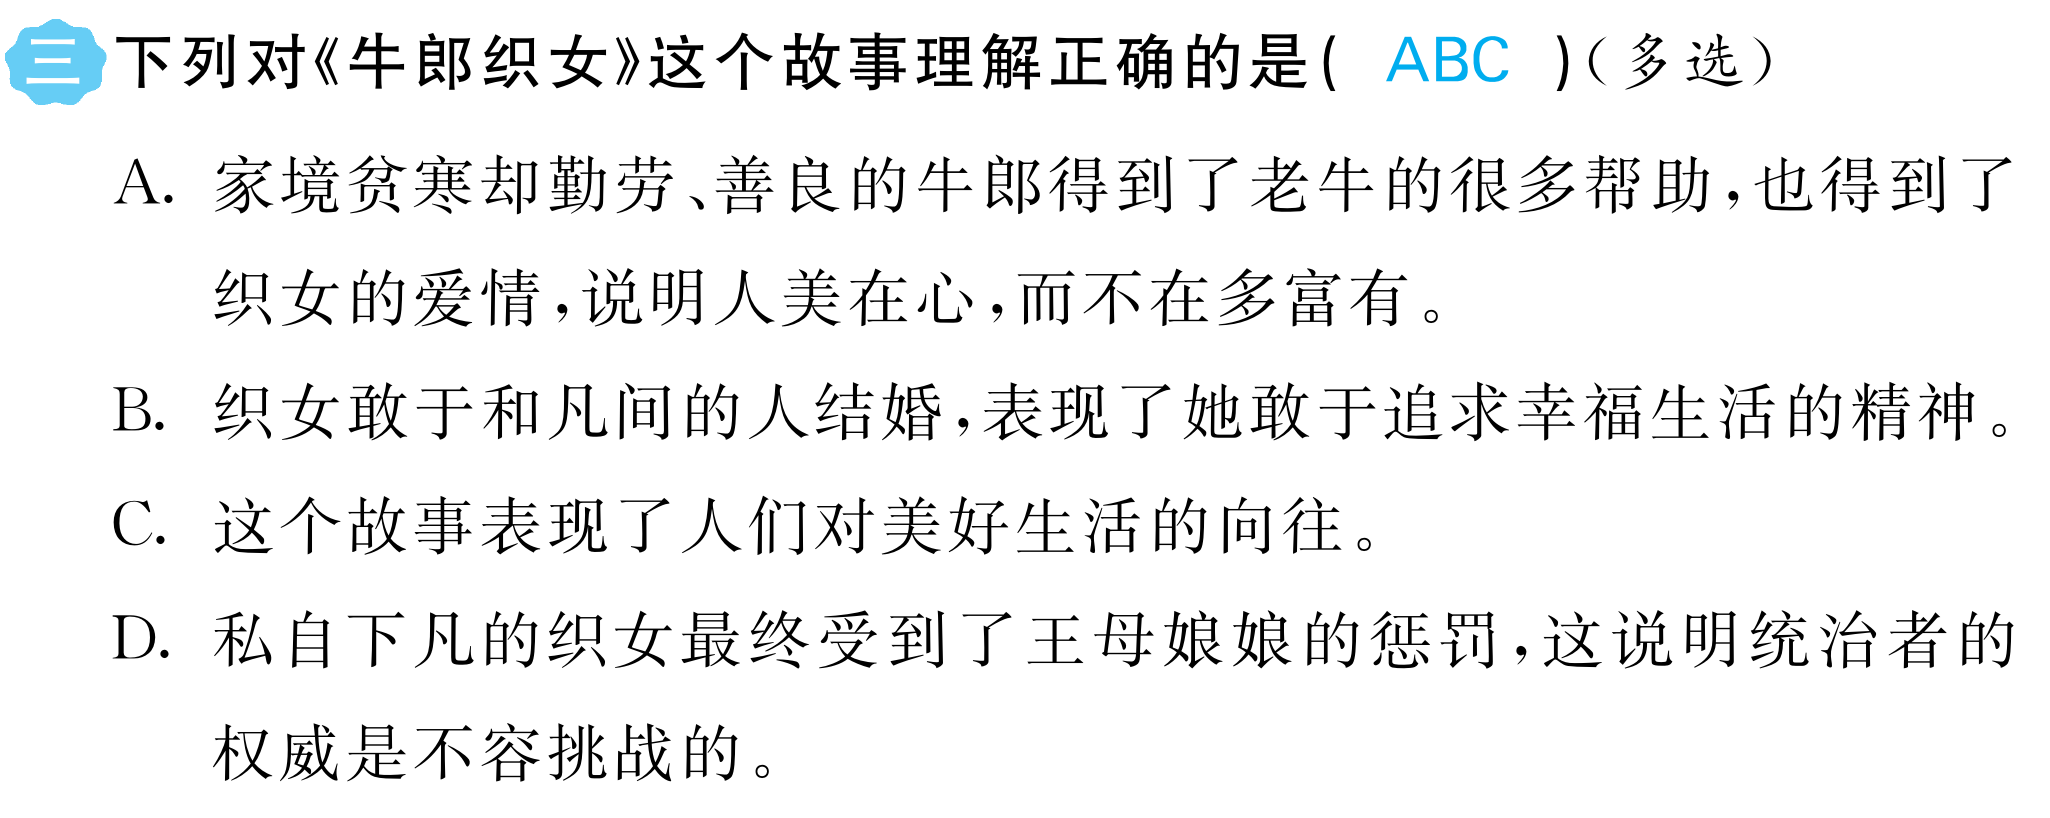 三 下列对《牛郎织女》这个故事理解正确的是( ABC )(多选)
A. 家境贫寒却勤劳、善良的牛郎得到了老牛的很多帮助,也得到了
织女的爱情,说明人美在心,而不在多富有。
B. 织女敢于和凡间的人结婚,表现了她敢于追求幸福生活的精神。
C. 这个故事表现了人们对美好生活的向往。
D. 私自下凡的织女最终受到了王母娘娘的惩罚,这说明统治者的
权威是不容挑战的。